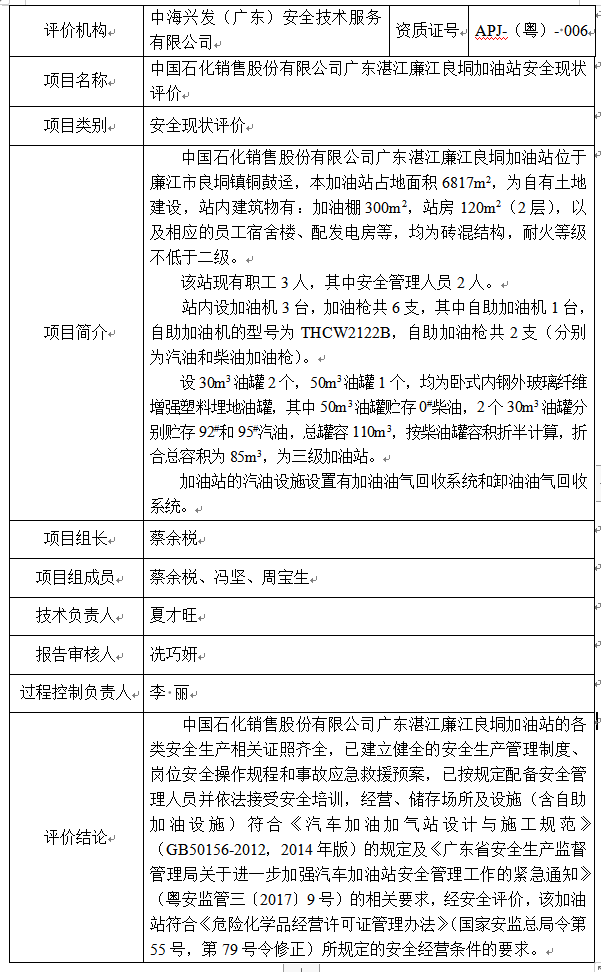 评价机构 中海兴发（广东）安全技术服务 资质证号 APJ-（粤）-006
有限公司
项目名称 中国石化销售股份有限公司广东湛江廉江良垌加油站安全现状
评价
项目类别 安全现状评价
中国石化销售股份有限公司广东湛江廉江良垌加油站位于
廉江市良垌镇铜鼓迳，本加油站占地面积 6817m²，为自有土地
建设，站内建筑物有：加油棚 300m²，站房 120m²（2 层），以
及相应的员工宿舍楼、配发电房等，均为砖混结构，耐火等级
不低于二级。
该站现有职工 3 人，其中安全管理人员 2 人。
项目简介
站内设加油机 3 台，加油枪共 6 支，其中自助加油机 1 台，
自助加油机的型号为 THCW2122B，自助加油枪共 2 支（分别
为汽油和柴油加油枪）。
设 30m³ 油罐 2 个，50m³ 油罐 1 个，均为卧式内钢外玻璃纤维
增强塑料埋地油罐，其中 50m³ 油罐贮存 0#柴油，2 个 30m³ 油罐分
别贮存 92#和 95#汽油，总罐容 110m³，按柴油罐容积折半计算，折
合总容积为 85m³，为三级加油站。
加油站的汽油设施设置有加油油气回收系统和卸油油气回收
系统。
项目组长 蔡余棁
项目组成员 蔡余棁、冯坚、周宝生
技术负责人 夏才旺
报告审核人 冼巧妍
过程控制负责人 李 丽
中国石化销售股份有限公司广东湛江廉江良垌加油站的各
类安全生产相关证照齐全，已建立健全的安全生产管理制度、
岗位安全操作规程和事故应急救援预案，已按规定配备安全管
理人员并依法接受安全培训，经营、储存场所及设施（含自助
评价结论 加油设施）符合《汽车加油加气站设计与施工规范》
（GB50156-2012，2014 年版）的规定及《广东省安全生产监督
管理局关于进一步加强汽车加油站安全管理工作的紧急通知》
（粤安监管三〔2017〕9 号）的相关要求，经安全评价，该加油
站符合《危险化学品经营许可证管理办法》（国家安监总局令第
55 号，第 79 号令修正）所规定的安全经营条件的要求。